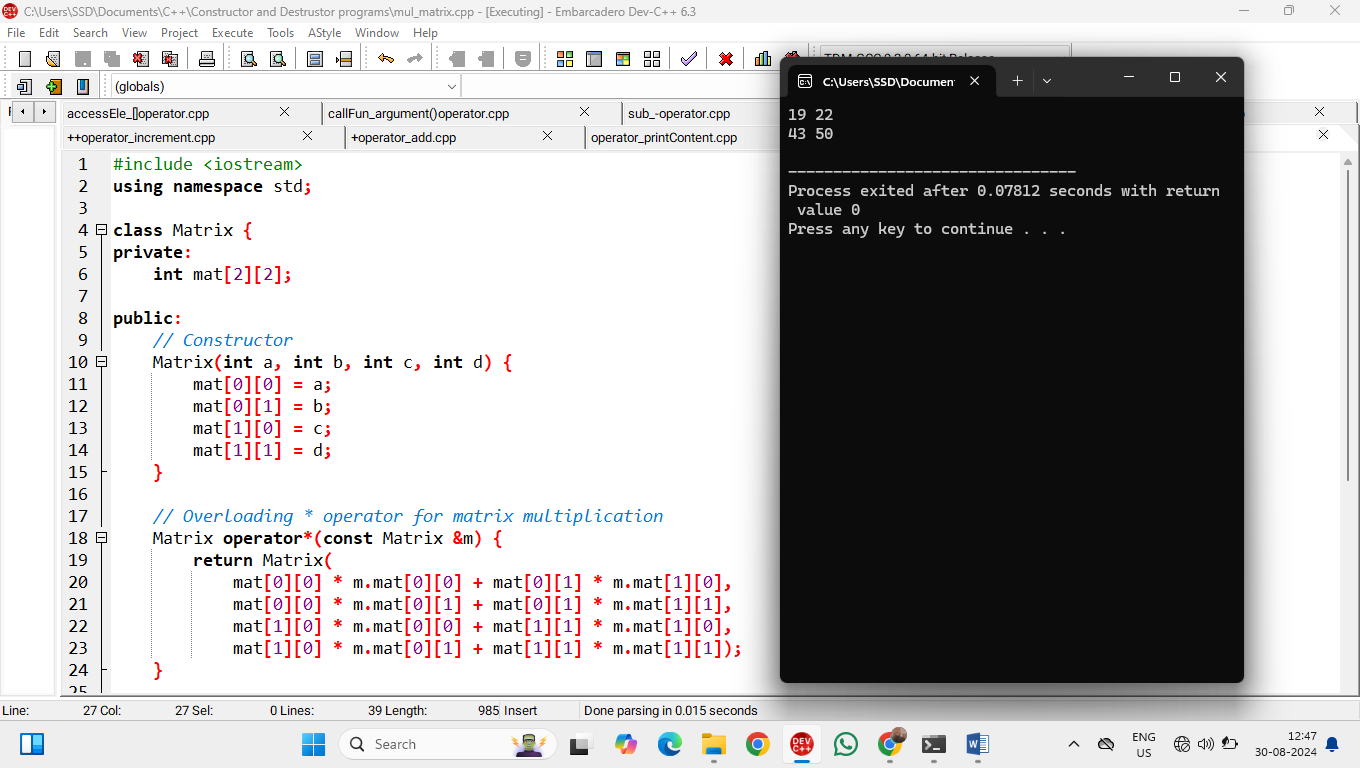 C:\Users\SSD\Documents\C++\Constructor and Destrustor programs\mul_matrix.cpp - [Executing] - Embarcadero Dev-C++ 6.3
File Edit Search View Project Execute Tools AStyle Window Help
(globals)
accessEle_[]operator.cpp
callFun_argument()operator.cpp
sub_-operator.cpp
++operator_increment.cpp
+operator_add.cpp
operator_printContent.cpp
1 #include <iostream>
2 using namespace std;
3
4 class Matrix {
5 private:
6 int mat[2][2];
7
8 public:
9 // Constructor
10 Matrix(int a, int b, int c, int d) {
11 mat[0][0] = a;
12 mat[0][1] = b;
13 mat[1][0] = c;
14 mat[1][1] = d;
15 }
16
17 // Overloading * operator for matrix multiplication
18 Matrix operator*(const Matrix &m) {
19 return Matrix(
20 mat[0][0] * m.mat[0][0] + mat[0][1] * m.mat[1][0],
21 mat[0][0] * m.mat[0][1] + mat[0][1] * m.mat[1][1],
22 mat[1][0] * m.mat[0][0] + mat[1][1] * m.mat[1][0],
23 mat[1][0] * m.mat[0][1] + mat[1][1] * m.mat[1][1]);
24 }
25
C:\Users\SSD\Documen
19 22
43 50
--------------------------------
Process exited after 0.07812 seconds with return
value 0
Press any key to continue . . .
Line: 27 Col: 27 Sel: 0 Lines: 39 Length: 985 Insert Done parsing in 0.015 seconds
Search
DEV C++
ENG
US
12:47
30-08-2024